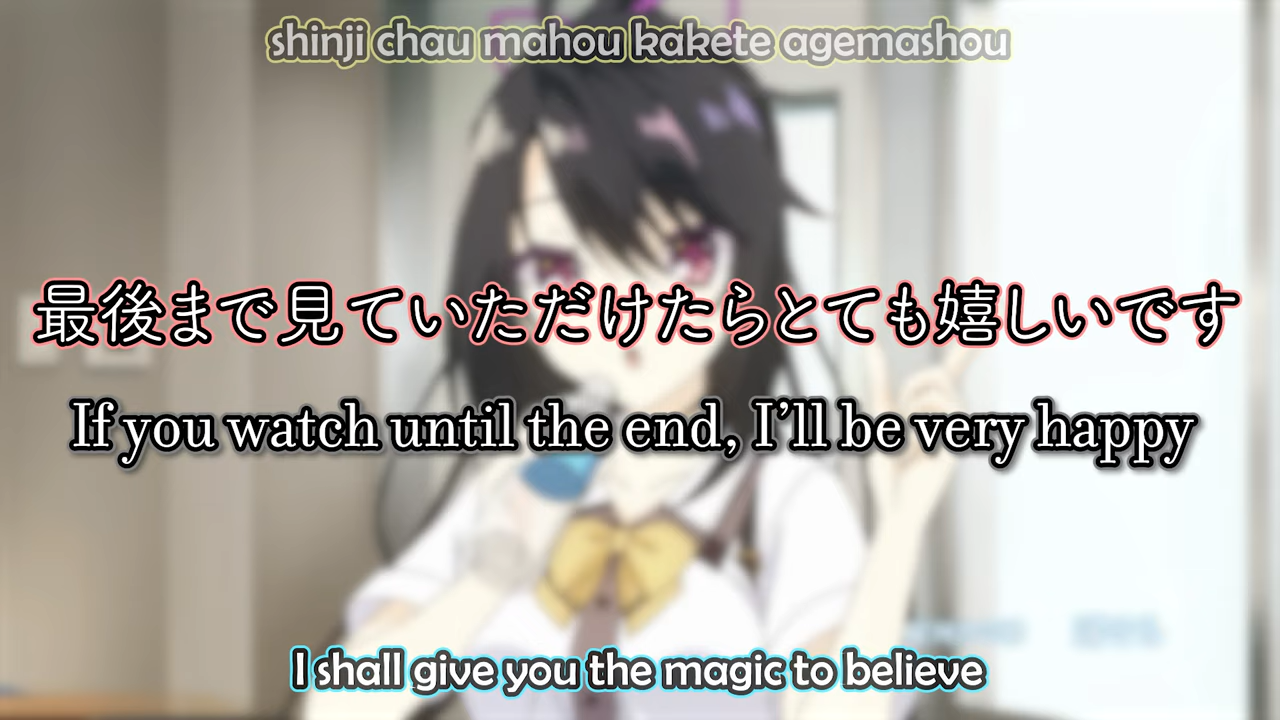 shinji chau mahou kakete agemashou
最後まで見ていただけたらとても嬉しいです
If you watch until the end, I'll be very happy
I shall give you the magic to believe